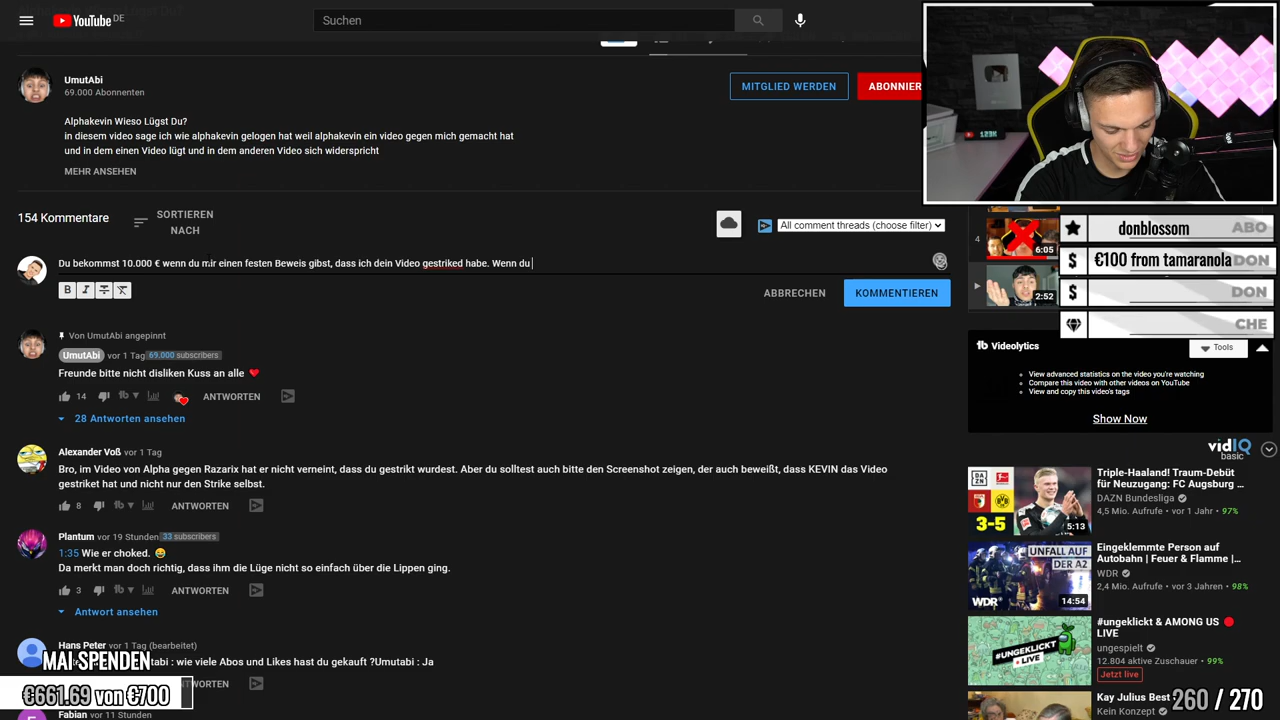 YouTube DE
Suchen
UmutAbi
69.000 Abonnenten
MITGLIED WERDEN
ABONNIER
Alphakevin Wieso Lügst Du?
in diesem video sage ich wie alphakevin gelogen hat weil alphakevin ein video gegen mich gemacht hat
und in dem einen Video lügt und in dem anderen Video sich widerspricht
MEHR ANSEHEN
123K
154 Kommentare
SORTIEREN
NACH
All comment threads (choose filter)
Du bekommst 10.000 € wenn du mir einen festen Beweis gibst, dass ich dein Video gestriked habe. Wenn du
B I S T
ABBRECHEN
KOMMENTIEREN
Von UmutAbi angepinnt
UmutAbi vor 1 Tag 69.000 subscribers
Freunde bitte nicht disliken Kuss an alle ❤
14 ANTWORTEN
28 Antworten ansehen
Alexander Voß vor 1 Tag
Bro, im Video von Alpha gegen Razarix hat er nicht verneint, dass du gestrikt wurdest. Aber du solltest auch bitte den Screenshot zeigen, der auch beweißt, dass KEVIN das Video
gestriket hat und nicht nur den Strike selbst.
8 ANTWORTEN
Plantum vor 19 Stunden 33 subscribers
1:35 Wie er choked. 😅
Da merkt man doch richtig, dass ihm die Lüge nicht so einfach über die Lippen ging.
3 ANTWORTEN
Antwort ansehen
Hans Peter vor 1 Tag (bearbeitet)
tabi : wie viele Abos und Likes hast du gekauft ?Umutabi : Ja
MAI SPENDEN
€661.69 von €700
Fabian vor 11 Stunden
4
6:05
2:52
donblossom ABO
€100 from tamaranola DON
DON
CHE
tb Videolytics
Tools
View advanced statistics on the video you're watching
Compare this video with other videos on YouTube
View and copy this video's tags
Show Now
vidIQ
basic
DAZN
3-5
5:13
Triple-Haaland! Traum-Debüt
für Neuzugang: FC Augsburg ...
DAZN Bundesliga
4,5 Mio. Aufrufe • vor 1 Jahr • 97%
UNFALL AUF
DER A2
WDR
14:54
Eingeklemmte Person auf
Autobahn | Feuer & Flamme |...
WDR
2,4 Mio. Aufrufe • vor 3 Jahren • 98%
#UNGEKLICKT
LIVE
#ungeklickt & AMONG US 🔴
LIVE
ungespielt
12.804 aktive Zuschauer • 99%
Jetzt live
Kay Julius Best
Kein Konzept
260 / 270